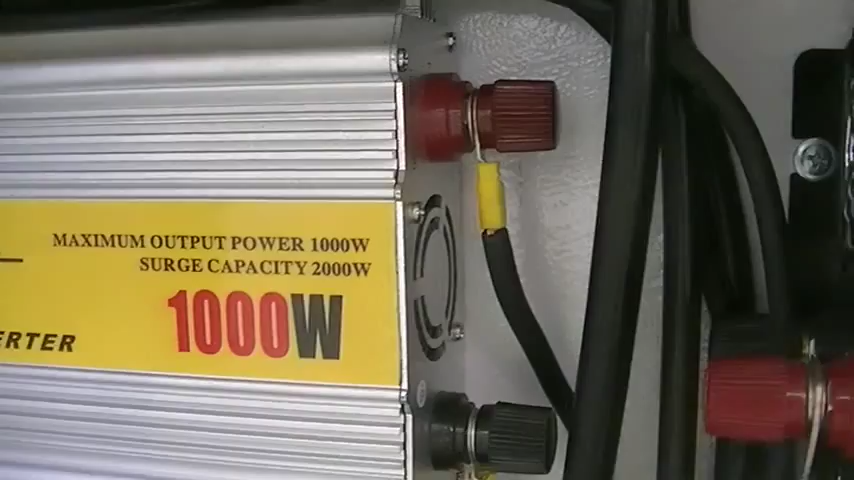 MAXIMUM OUTPUT POWER 1000W
SURGE CAPACITY 2000W
1000W
ERTER